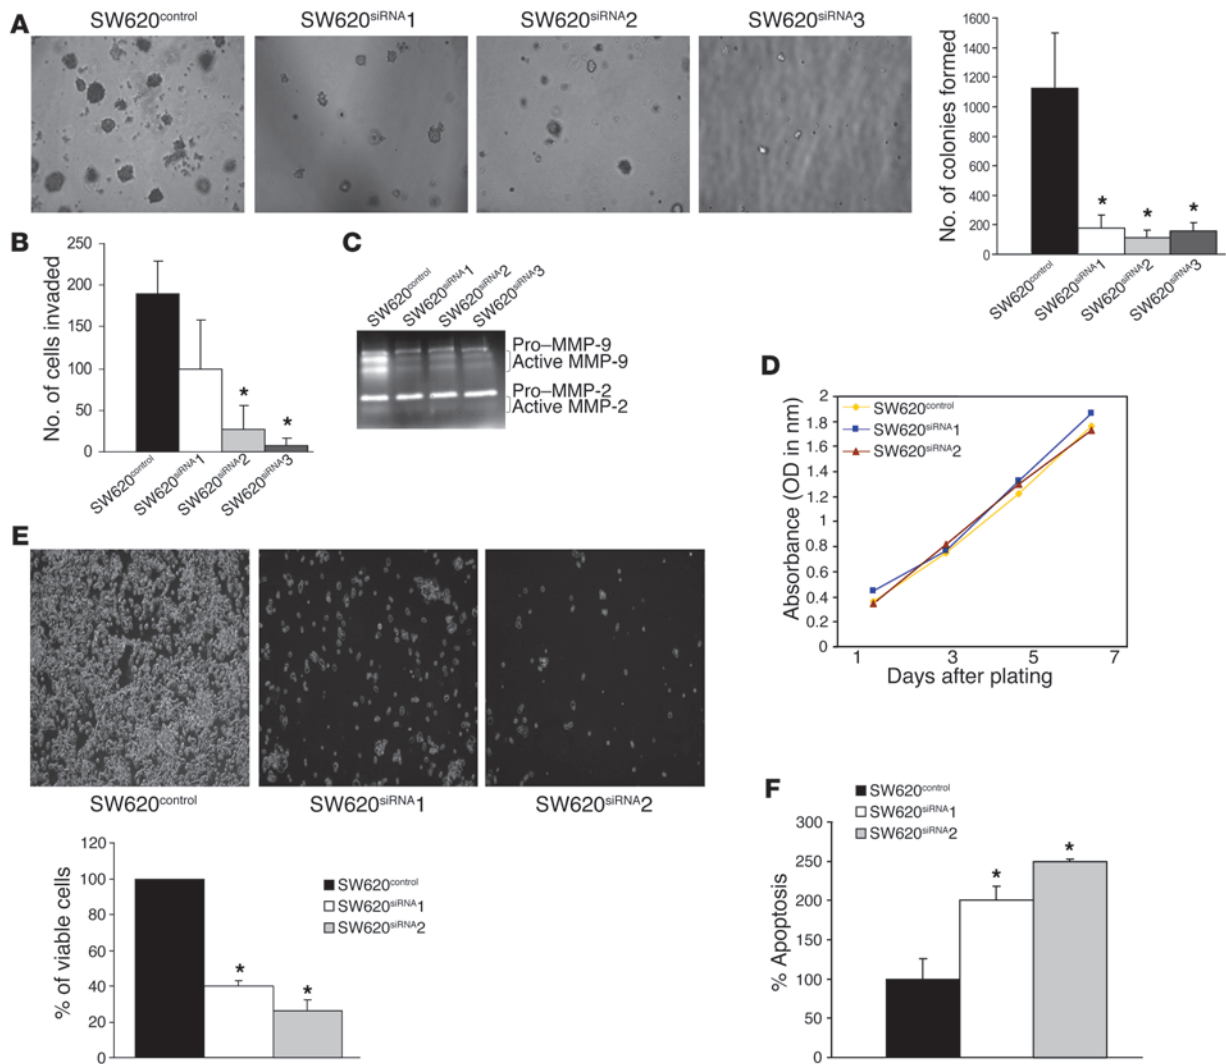 A
SW620control
SW620siRNA1
SW620siRNA2
SW620siRNA3
No. of colonies formed
1600
1400
1200
1000
800
600
400
200
0
*
*
*
SW620control
SW620siRNA1
SW620siRNA2
SW620siRNA3
B
No. of cells invaded
250
200
150
100
50
0
*
*
SW620control
SW620siRNA1
SW620siRNA2
SW620siRNA3
C
SW620control
SW620siRNA1
SW620siRNA2
SW620siRNA3
Pro–MMP-9
Active MMP-9
Pro–MMP-2
Active MMP-2
D
Absorbance (OD in nm)
2
1.8
1.6
1.4
1.2
1
0.8
0.6
0.4
0.2
0
SW620control
SW620siRNA1
SW620siRNA2
1 3 5 7
Days after plating
E
SW620control
SW620siRNA1
SW620siRNA2
% of viable cells
120
100
80
60
40
20
0
*
*
SW620control
SW620siRNA1
SW620siRNA2
F
SW620control
SW620siRNA1
SW620siRNA2
% Apoptosis
300
250
200
150
100
50
0
*
*